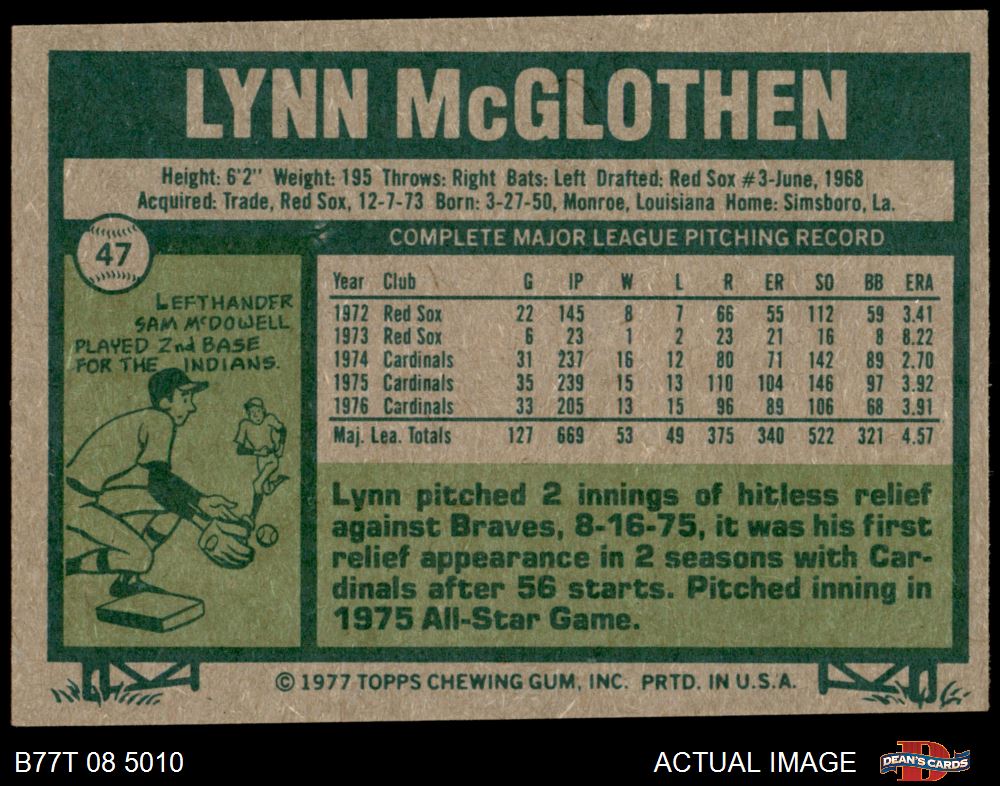 LYNN McGLOTHEN
Height: 6'2" Weight: 195 Throws: Right Bats: Left Drafted: Red Sox #3-June, 1968
Acquired: Trade, Red Sox, 12-7-73 Born: 3-27-50, Monroe, Louisiana Home: Simsboro, La.
47
COMPLETE MAJOR LEAGUE PITCHING RECORD
LEFTHANDER
SAM McDOWELL
PLAYED 2nd BASE
FOR THE INDIANS.
Year Club G IP W L R ER SO BB ERA
1972 Red Sox 22 145 8 7 66 55 112 59 3.41
1973 Red Sox 6 23 1 2 23 21 16 8 8.22
1974 Cardinals 31 237 16 12 80 71 142 89 2.70
1975 Cardinals 35 239 15 13 110 104 146 97 3.92
1976 Cardinals 33 205 13 15 96 89 106 68 3.91
Maj. Lea. Totals 127 669 53 49 375 340 522 321 4.57
Lynn pitched 2 innings of hitless relief
against Braves, 8-16-75, it was his first
relief appearance in 2 seasons with Car-
dinals after 56 starts. Pitched inning in
1975 All-Star Game.
© 1977 TOPPS CHEWING GUM, INC. PRTD. IN U.S.A.
B77T 08 5010
ACTUAL IMAGE
D
DEAN'S CARDS